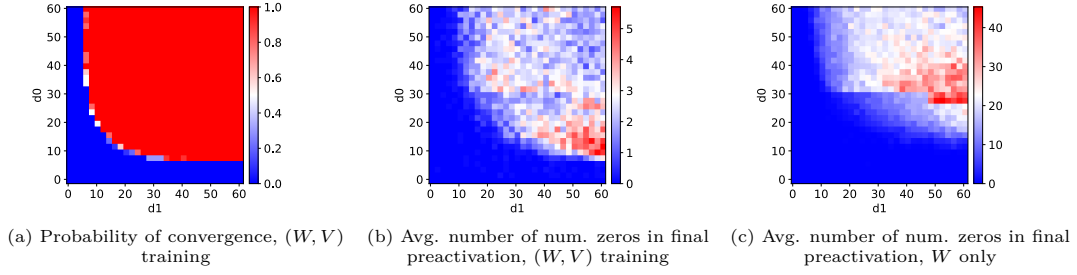 60
50
40
30
20
10
0
d0
0 10 20 30 40 50 60
d1
1.0
0.8
0.6
0.4
0.2
0.0
(a) Probability of convergence, (W, V)
training
60
50
40
30
20
10
0
d0
0 10 20 30 40 50 60
d1
5
4
3
2
1
0
(b) Avg. number of num. zeros in final
preactivation, (W, V) training
60
50
40
30
20
10
0
d0
0 10 20 30 40 50 60
d1
40
30
20
10
0
(c) Avg. number of num. zeros in final
preactivation, W only